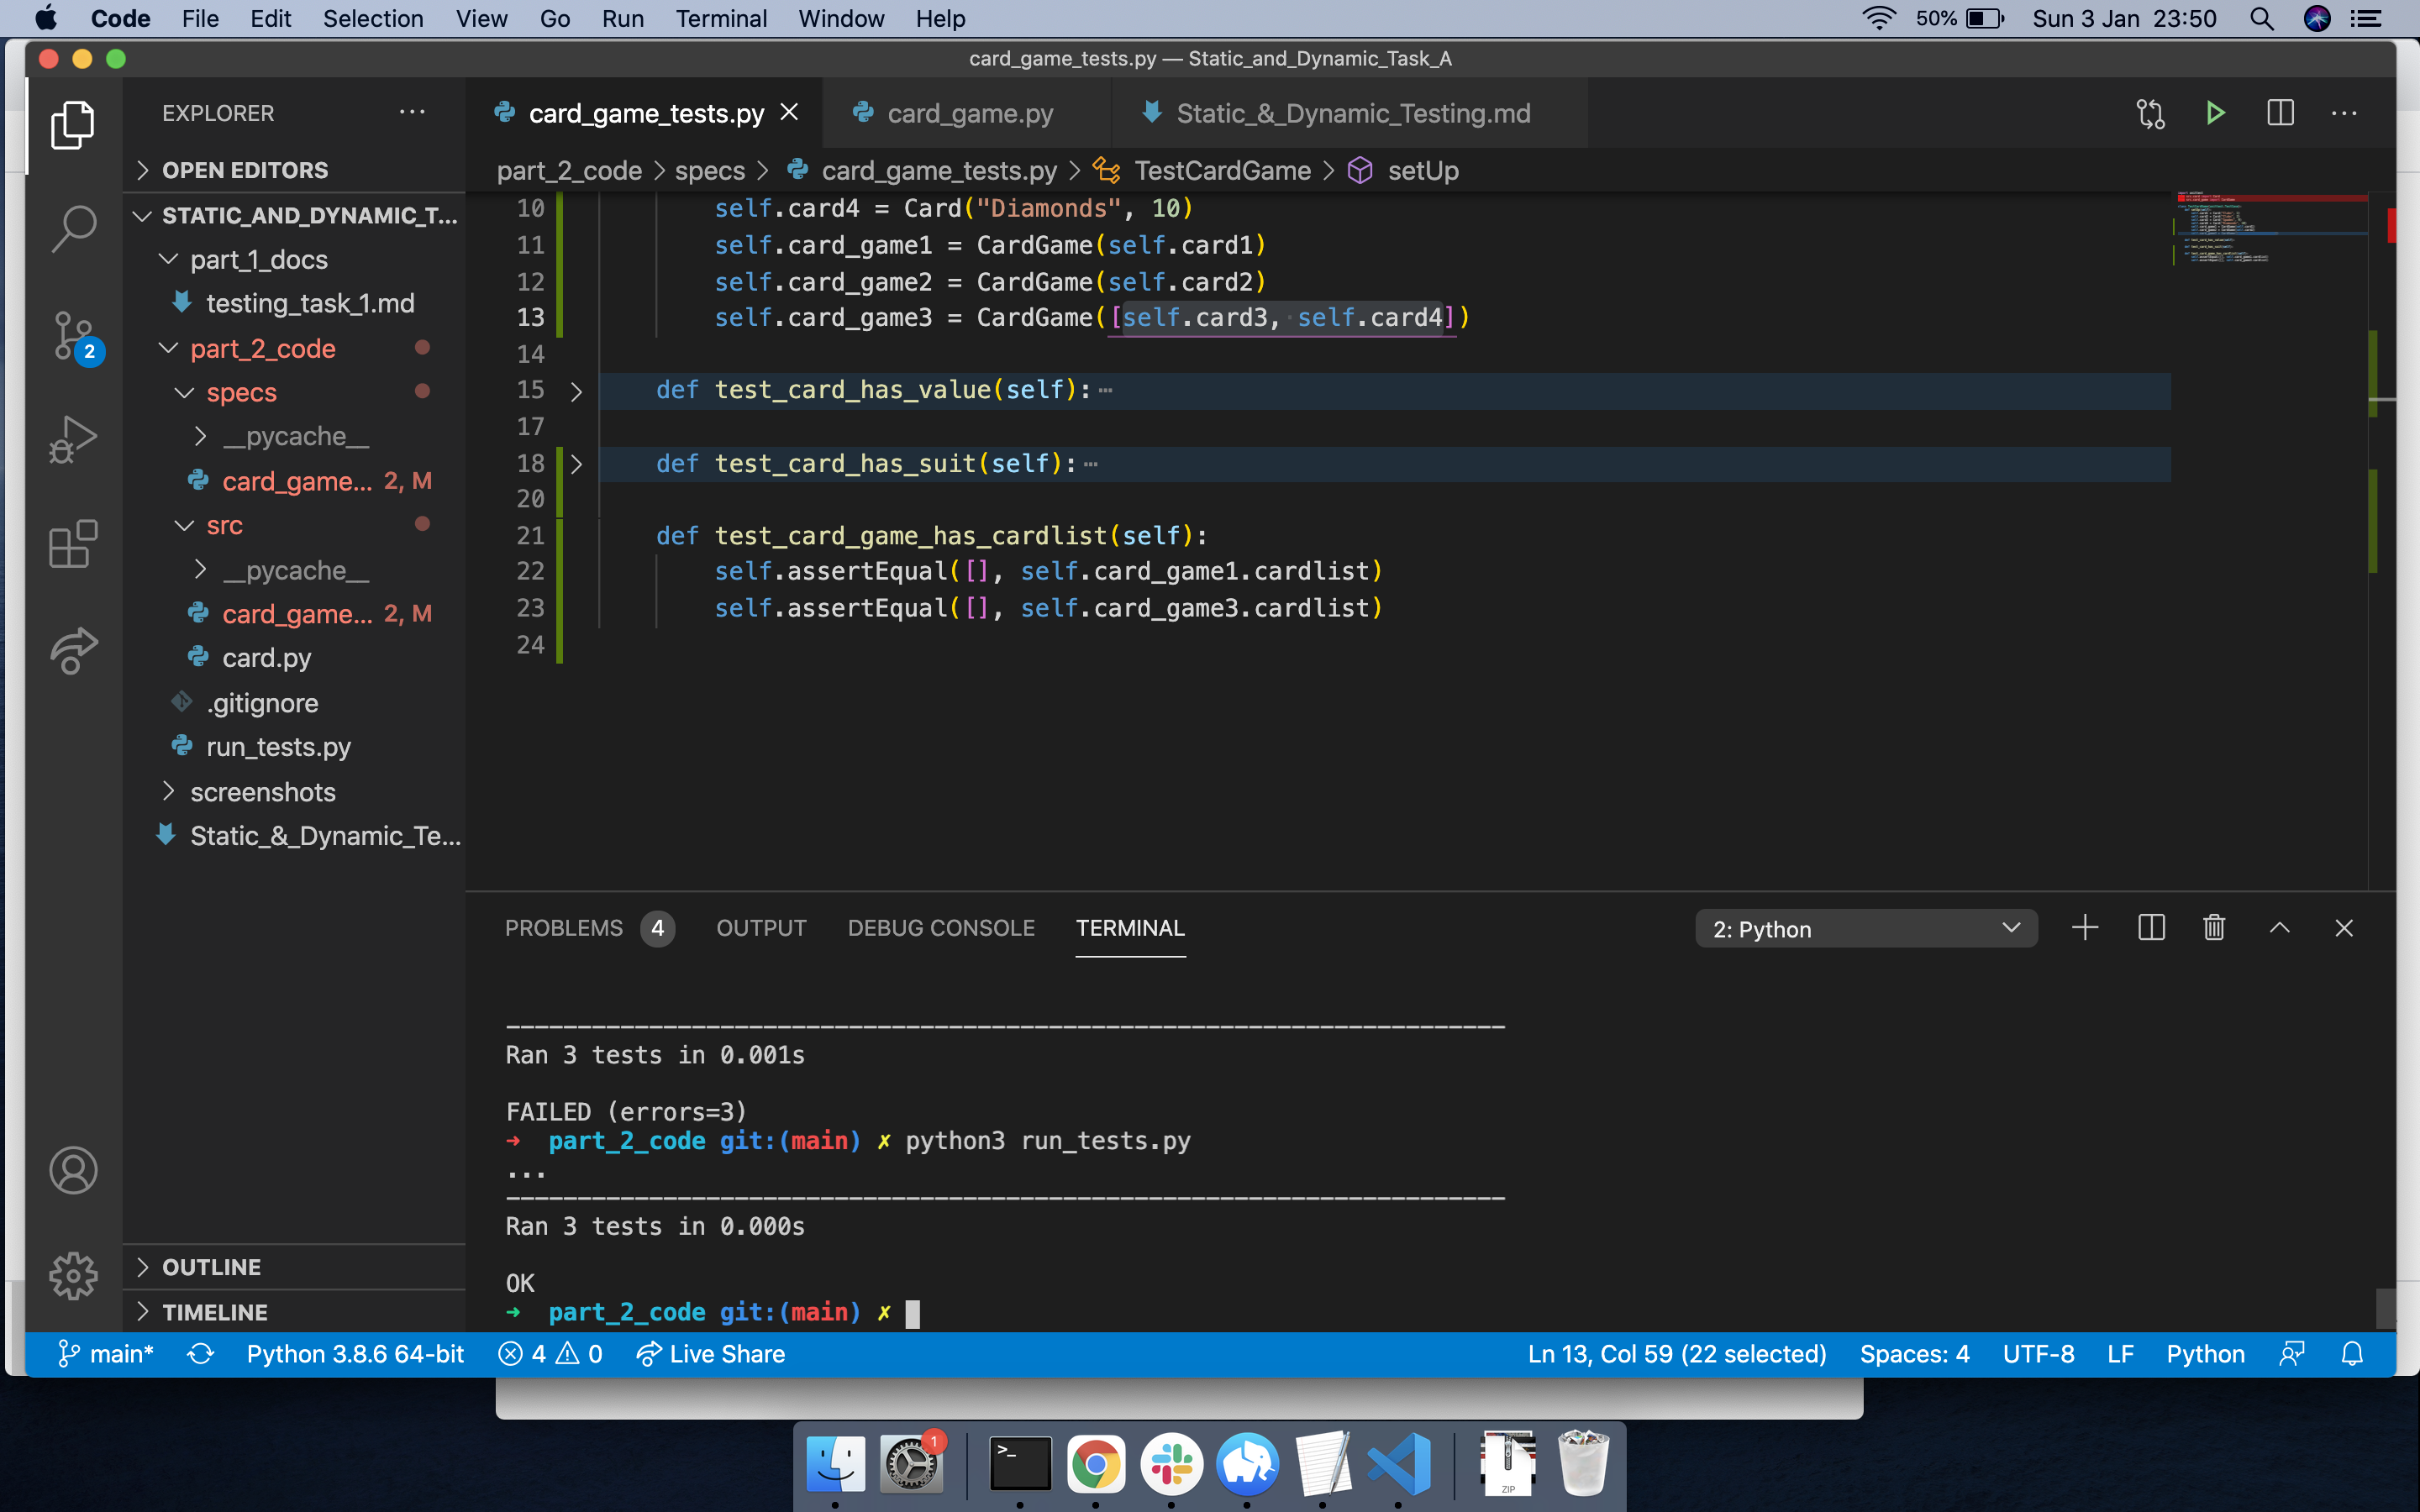 Code File Edit Selection View Go Run Terminal Window Help 50% Sun 3 Jan 23:50
card_game_tests.py — Static_and_Dynamic_Task_A
EXPLORER
card_game_tests.py card_game.py Static_&_Dynamic_Testing.md
OPEN EDITORS
part_2_code > specs > card_game_tests.py > TestCardGame > setUp
STATIC_AND_DYNAMIC_T...
part_1_docs
testing_task_1.md
part_2_code
2
specs
__pycache__
card_game... 2, M
src
__pycache__
card_game... 2, M
card.py
.gitignore
run_tests.py
screenshots
Static_&_Dynamic_Te...
OUTLINE
TIMELINE
10 self.card4 = Card("Diamonds", 10)
11 self.card_game1 = CardGame(self.card1)
12 self.card_game2 = CardGame(self.card2)
13 self.card_game3 = CardGame([self.card3, self.card4])
14
15 def test_card_has_value(self):
17
18 def test_card_has_suit(self):
20
21 def test_card_game_has_cardlist(self):
22 self.assertEqual([], self.card_game1.cardlist)
23 self.assertEqual([], self.card_game3.cardlist)
24
PROBLEMS 4 OUTPUT DEBUG CONSOLE TERMINAL 2: Python
----------------------------------------------------------------------
Ran 3 tests in 0.001s
FAILED (errors=3)
→ part_2_code git:(main) ✗ python3 run_tests.py
...
----------------------------------------------------------------------
Ran 3 tests in 0.000s
OK
→ part_2_code git:(main) ✗
main* Python 3.8.6 64-bit 4 0 Live Share Ln 13, Col 59 (22 selected) Spaces: 4 UTF-8 LF Python
1
>_
ZIP